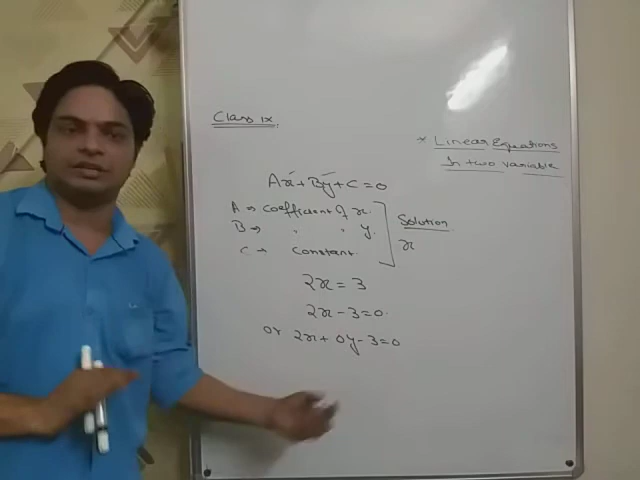 Class IX.
* Linear Equations
In two variable
Ax + By + C = 0
A → coefficient of x.
B → " " y.
C → Constant.
Solution
x
2x = 3
2x - 3 = 0.
or 2x + 0y - 3 = 0